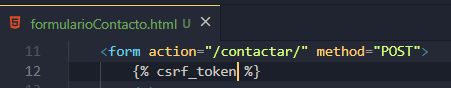 formularioContacto.html U
11 <form action="/contactar/" method="POST">
12 {% csrf_token %}